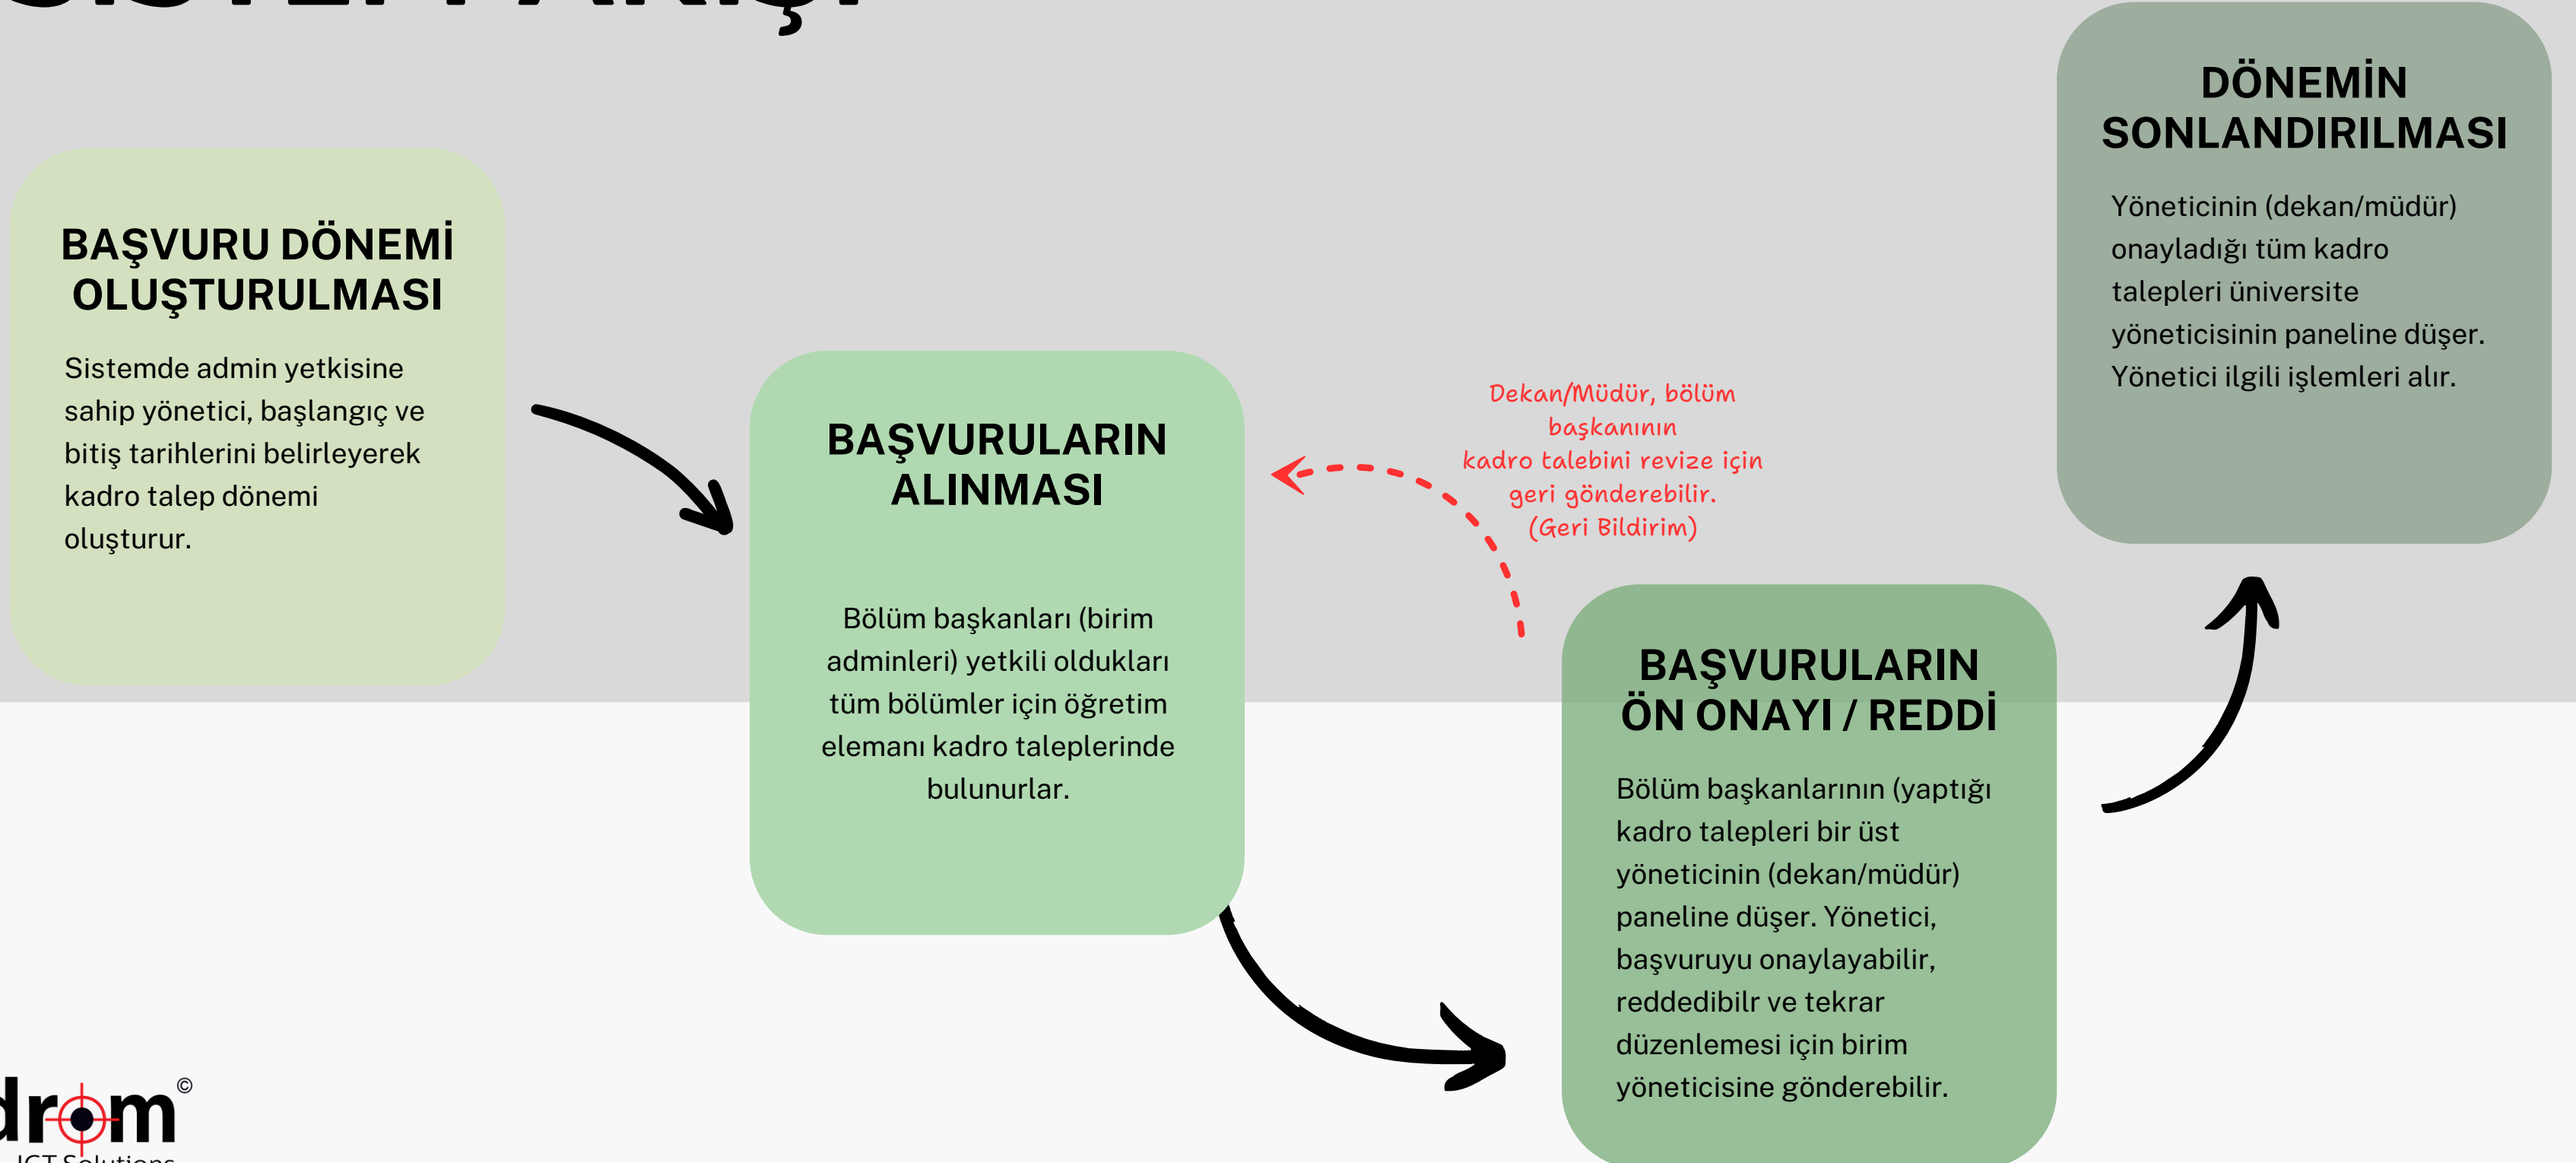 BAŞVURU DÖNEMİ
OLUŞTURULMASI
Sistemde admin yetkisine
sahip yönetici, başlangıç ve
bitiş tarihlerini belirleyerek
kadro talep dönemi
oluşturur.
BAŞVURULARIN
ALINMASI
Bölüm başkanları (birim
adminleri) yetkili oldukları
tüm bölümler için öğretim
elemanı kadro taleplerinde
bulunurlar.
Dekan/Müdür, bölüm
başkanının
kadro talebini revize için
geri gönderebilir.
(Geri Bildirim)
BAŞVURULARIN
ÖN ONAYI / REDDİ
Bölüm başkanlarının (yaptığı
kadro talepleri bir üst
yöneticinin (dekan/müdür)
paneline düşer. Yönetici,
başvuruyu onaylayabilir,
reddedibilr ve tekrar
düzenlemesi için birim
yöneticisine gönderebilir.
DÖNEMİN
SONLANDIRILMASI
Yöneticinin (dekan/müdür)
onayladığı tüm kadro
talepleri üniversite
yöneticisinin paneline düşer.
Yönetici ilgili işlemleri alır.
drom©
ICT Solutions